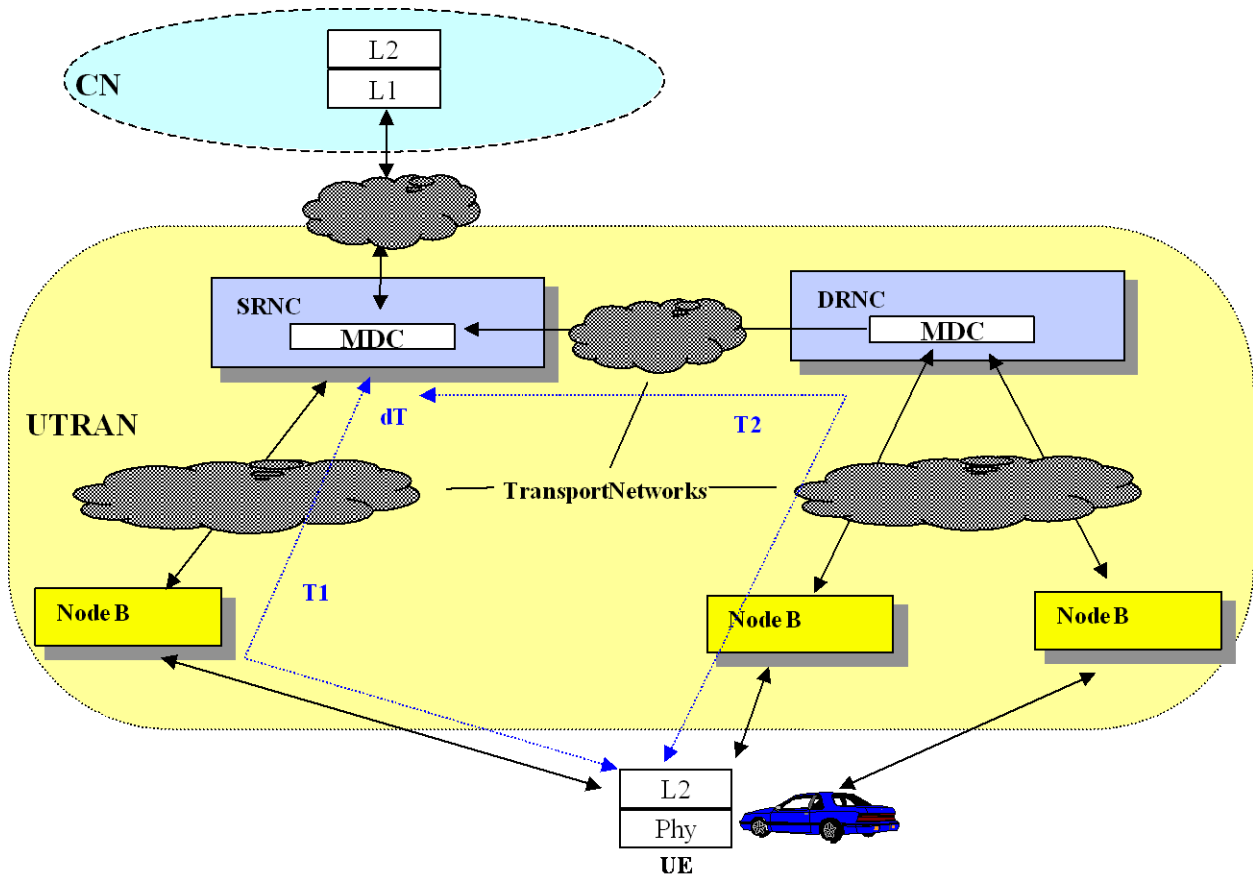 L2
CN
L1
SRNC
MDC
DRNC
MDC
UTRAN
dT
T2
TransportNetworks
T1
Node B
Node B
Node B
L2
Phy
UE